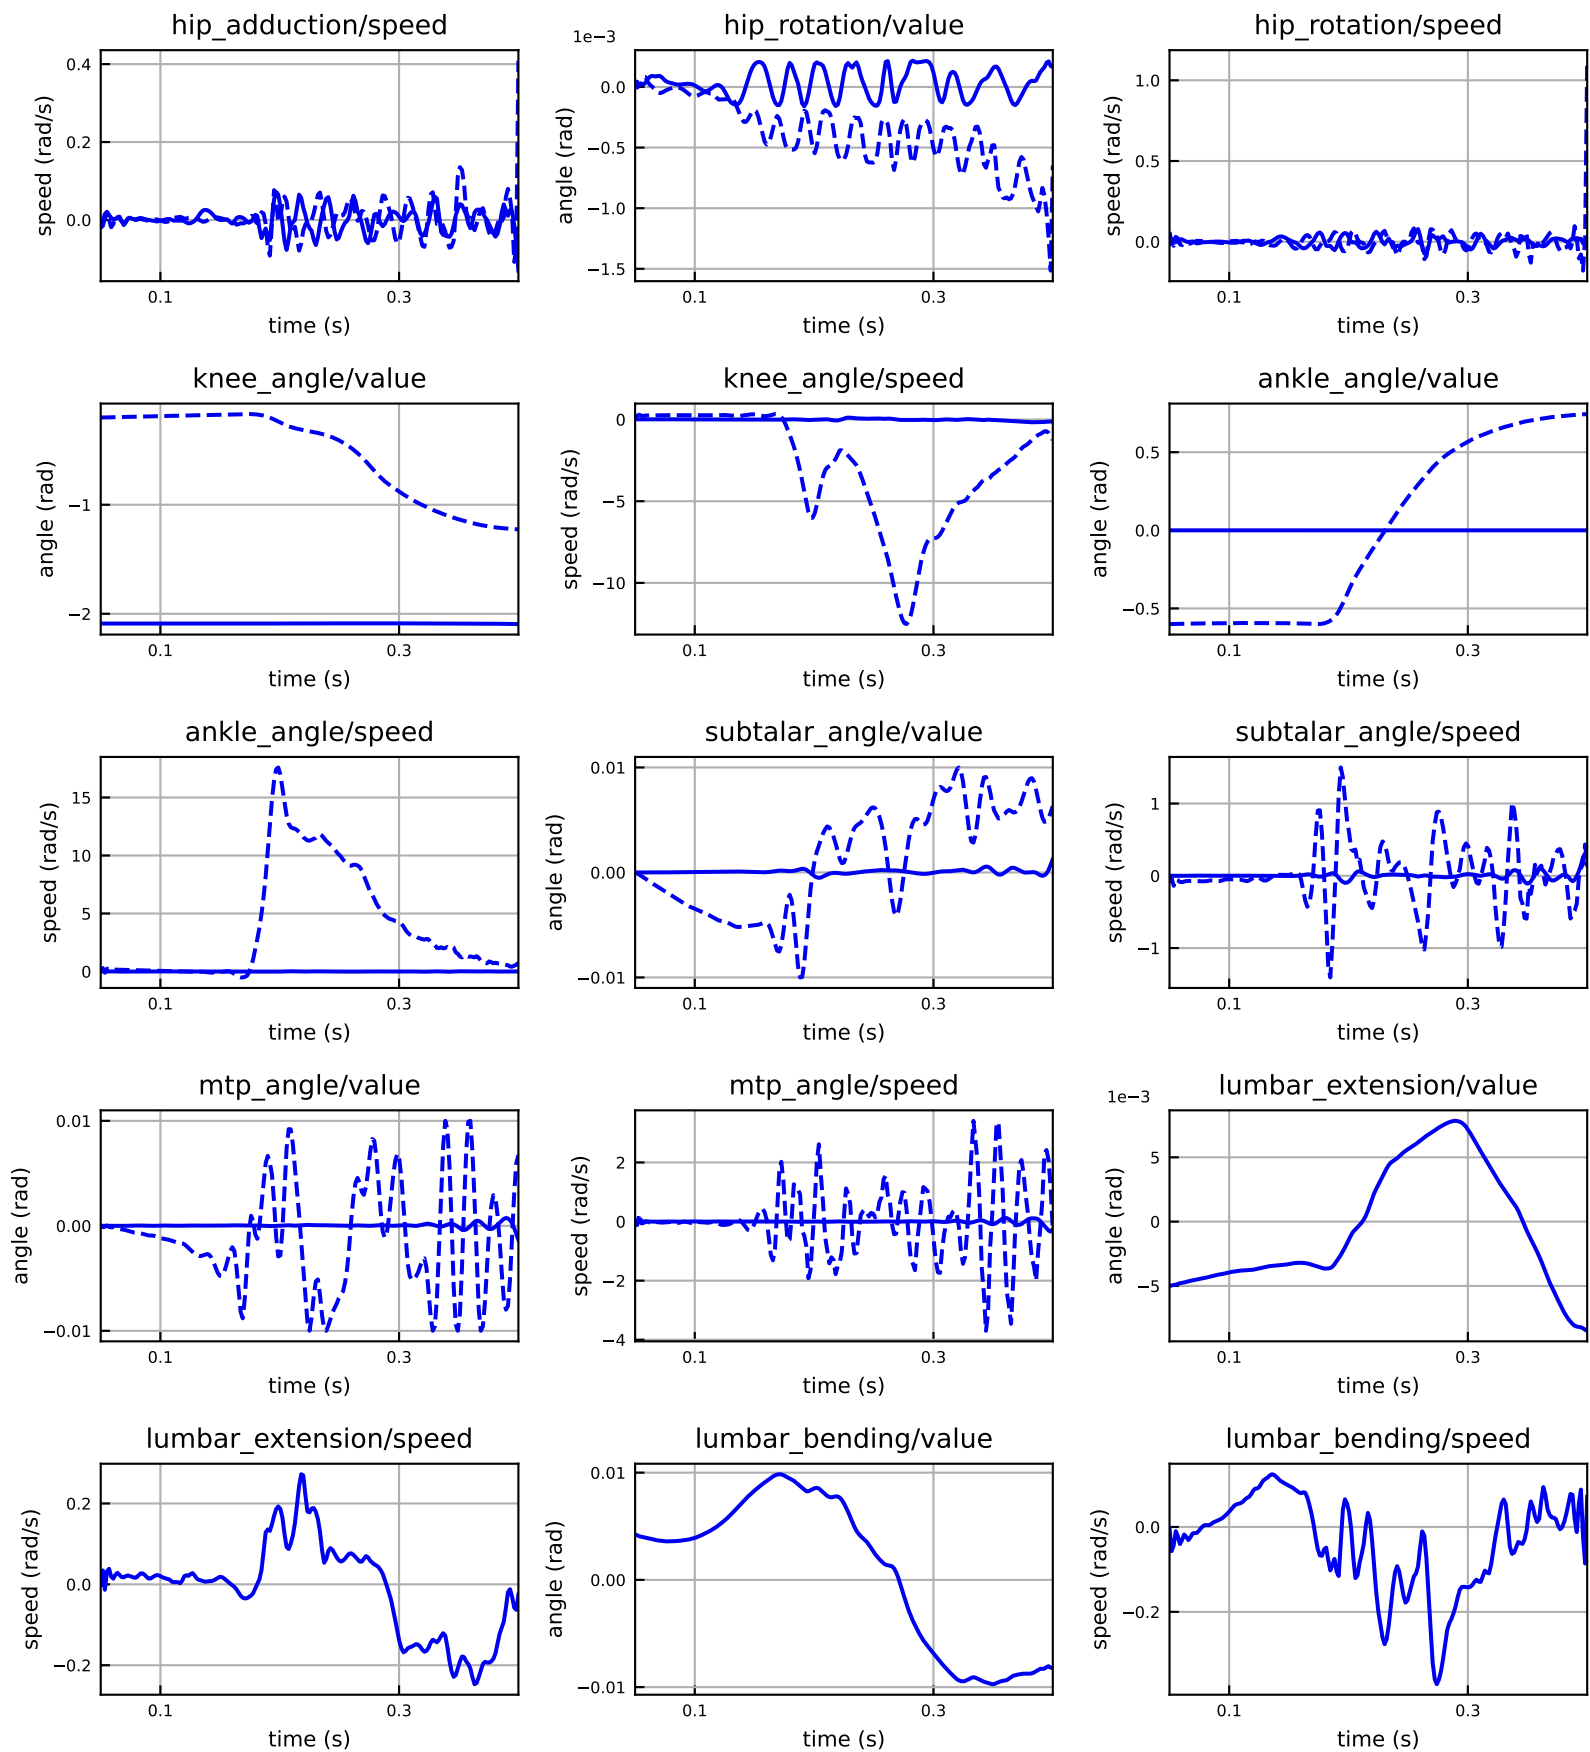 hip_adduction/speed
speed (rad/s)
0.4
0.2
0.0
0.1
0.3
time (s)
hip_rotation/value
1e−3
angle (rad)
0.0
−0.5
−1.0
−1.5
0.1
0.3
time (s)
hip_rotation/speed
speed (rad/s)
1.0
0.5
0.0
0.1
0.3
time (s)
knee_angle/value
angle (rad)
−1
−2
0.1
0.3
time (s)
knee_angle/speed
speed (rad/s)
0
−5
−10
0.1
0.3
time (s)
ankle_angle/value
angle (rad)
0.5
0.0
−0.5
0.1
0.3
time (s)
ankle_angle/speed
speed (rad/s)
15
10
5
0
0.1
0.3
time (s)
subtalar_angle/value
angle (rad)
0.01
0.00
−0.01
0.1
0.3
time (s)
subtalar_angle/speed
speed (rad/s)
1
0
−1
0.1
0.3
time (s)
mtp_angle/value
angle (rad)
0.01
0.00
−0.01
0.1
0.3
time (s)
mtp_angle/speed
speed (rad/s)
2
0
−2
−4
0.1
0.3
time (s)
lumbar_extension/value
1e−3
angle (rad)
5
0
−5
0.1
0.3
time (s)
lumbar_extension/speed
speed (rad/s)
0.2
0.0
−0.2
0.1
0.3
time (s)
lumbar_bending/value
angle (rad)
0.01
0.00
−0.01
0.1
0.3
time (s)
lumbar_bending/speed
speed (rad/s)
0.0
−0.2
0.1
0.3
time (s)